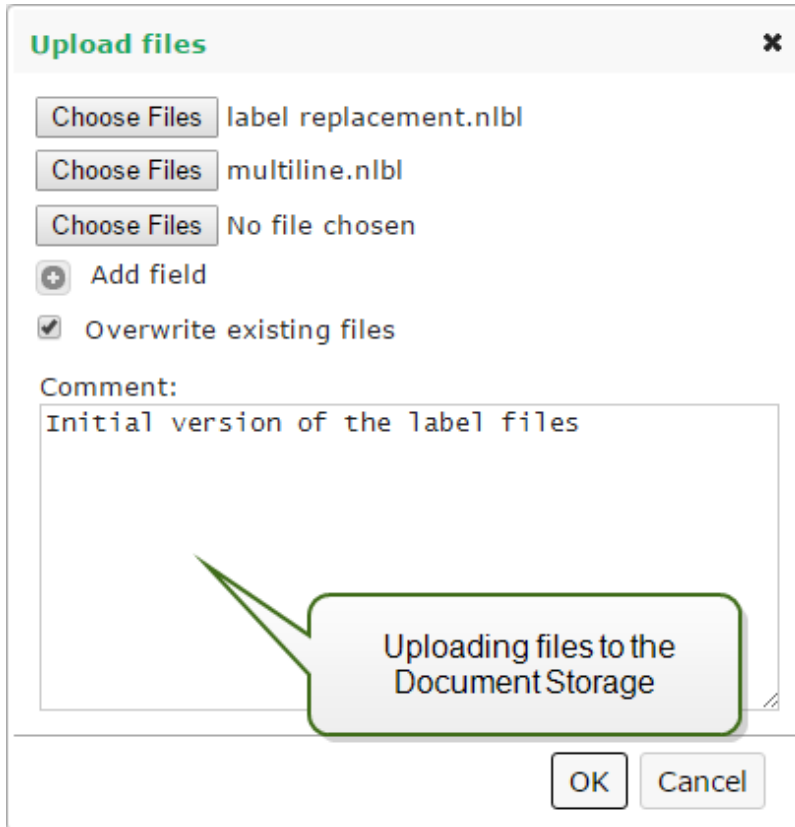 Upload files
Choose Files label replacement.nlbl
Choose Files multiline.nlbl
Choose Files No file chosen
Add field
Overwrite existing files
Comment:
Initial version of the label files
Uploading files to the
Document Storage
OK Cancel